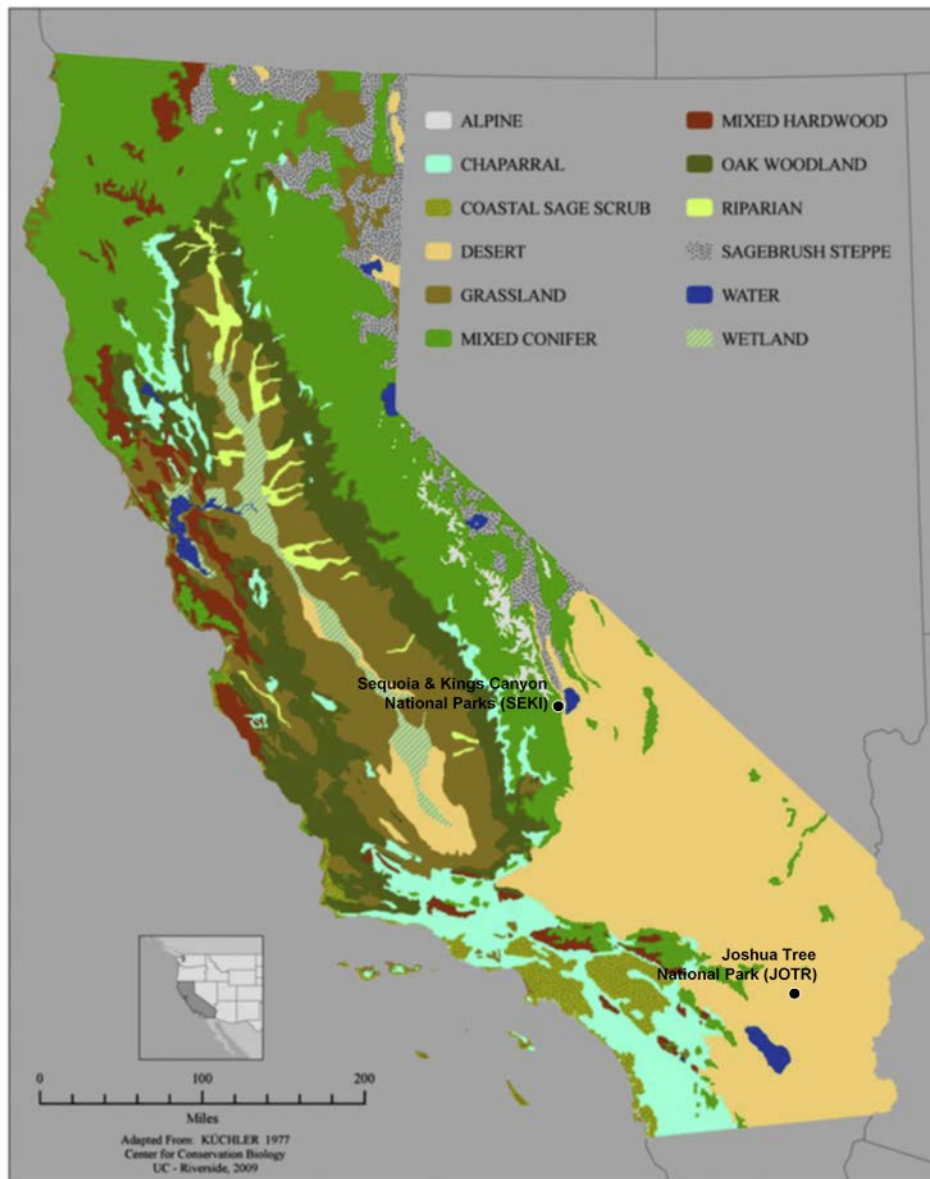 ALPINE
CHAPARRAL
COASTAL SAGE SCRUB
DESERT
GRASSLAND
MIXED CONIFER
MIXED HARDWOOD
OAK WOODLAND
RIPARIAN
SAGEBRUSH STEPPE
WATER
WETLAND
Sequoia & Kings Canyon
National Parks (SEKI)
Joshua Tree
National Park (JOTR)
0 100 200
Miles
Adapted From: KÜCHLER 1977
Center for Conservation Biology
UC - Riverside, 2009